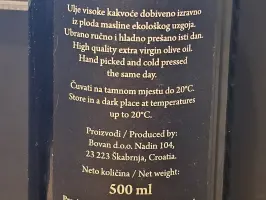 Ulje visoke kakvoće dobiveno izravno
iz ploda masline ekološkog uzgoja.
Ubrano ručno i hladno prešano isti dan.
High quality extra virgin olive oil.
Hand picked and cold pressed
the same day.
Čuvati na tamnom mjestu do 20°C.
Store in a dark place at temperatures
up to 20°C.
Proizvodi / Produced by:
Bovan d.o.o. Nadin 104,
23 223 Škabrnja, Croatia.
Neto količina / Net weight:
500 ml